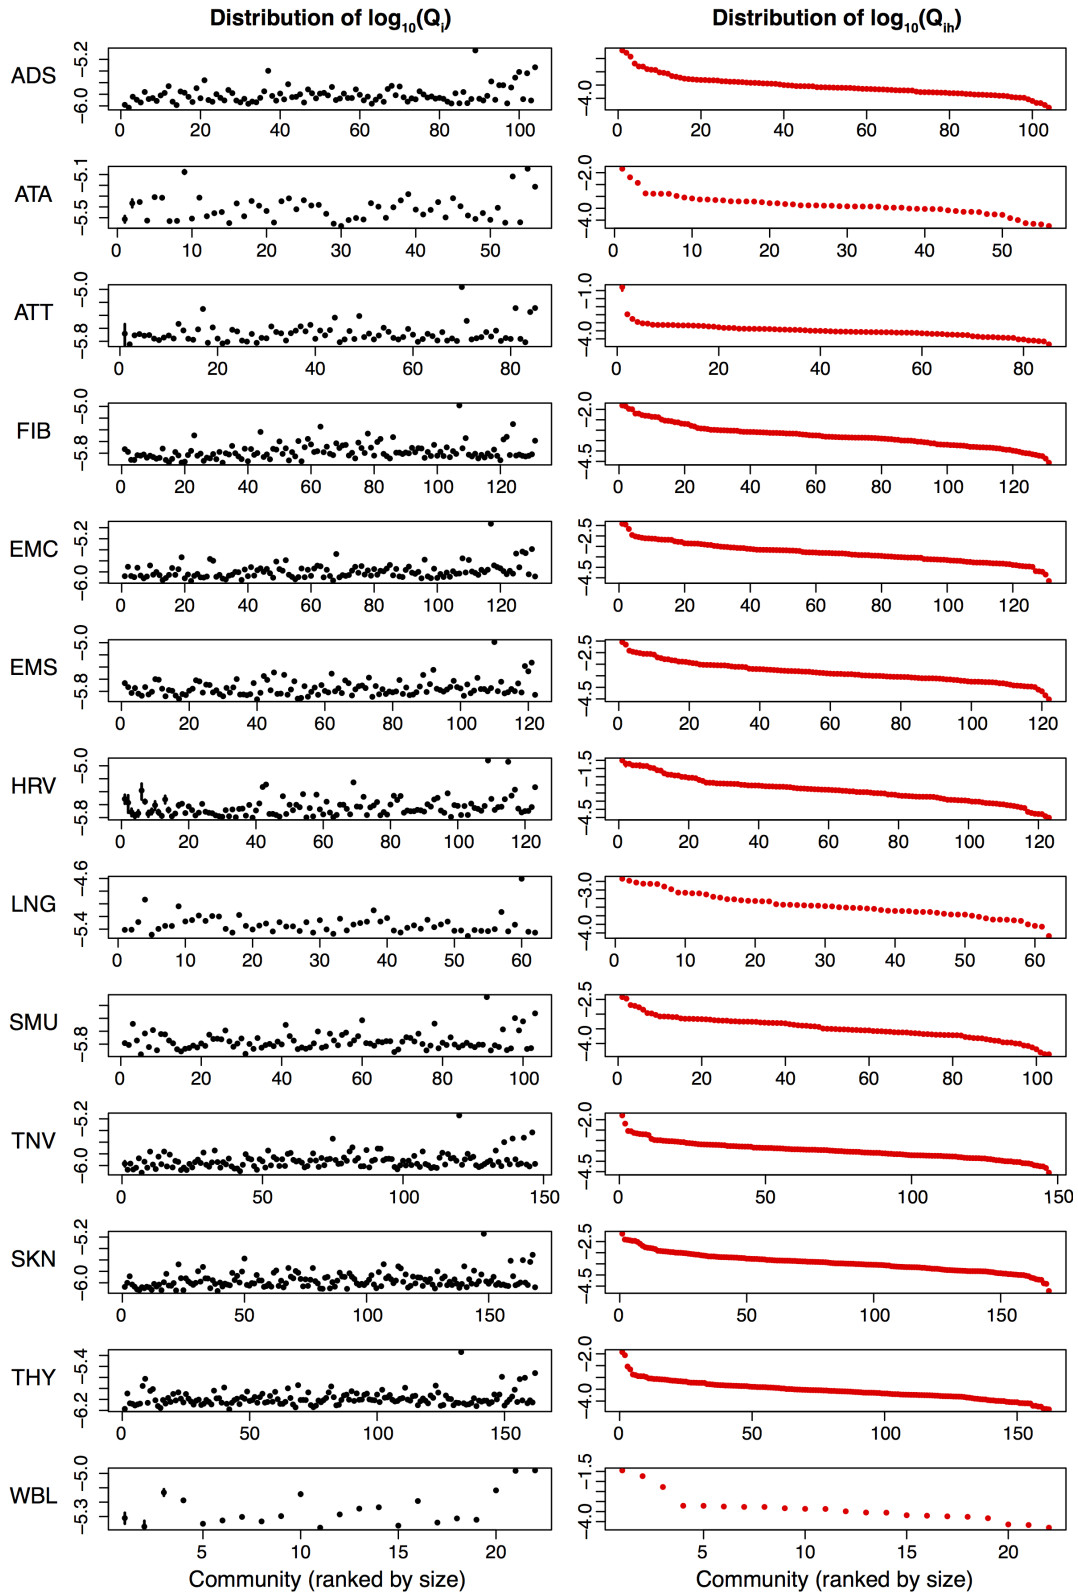 Distribution of log10(Qi) Distribution of log10(Qih)
ADS −6.0 −5.2 −4.0
0 20 40 60 80 100 0 20 40 60 80 100
ATA −5.5 −5.1 −4.0 −2.0
0 10 20 30 40 50 0 10 20 30 40 50
ATT −5.8 −5.0 −4.0 −1.0
0 20 40 60 80 0 20 40 60 80
FIB −5.8 −5.0 −4.5 −2.0
0 20 40 60 80 100 120 0 20 40 60 80 100 120
EMC −6.0 −5.2 −4.5 −2.5
0 20 40 60 80 100 120 0 20 40 60 80 100 120
EMS −5.8 −5.0 −4.5 −2.5
0 20 40 60 80 100 120 0 20 40 60 80 100 120
HRV −5.8 −5.0 −4.5 −1.5
0 20 40 60 80 100 120 0 20 40 60 80 100 120
LNG −5.4 −4.6 −4.0 −3.0
0 10 20 30 40 50 60 0 10 20 30 40 50 60
SMU −5.8 −4.0 −2.5
0 20 40 60 80 100 0 20 40 60 80 100
TNV −6.0 −5.2 −4.5 −2.0
0 50 100 150 0 50 100 150
SKN −6.0 −5.2 −4.5 −2.5
0 50 100 150 0 50 100 150
THY −6.2 −5.4 −4.0 −2.0
0 50 100 150 0 50 100 150
WBL −5.3 −5.0 −4.0 −1.5
5 10 15 20 5 10 15 20
Community (ranked by size) Community (ranked by size)